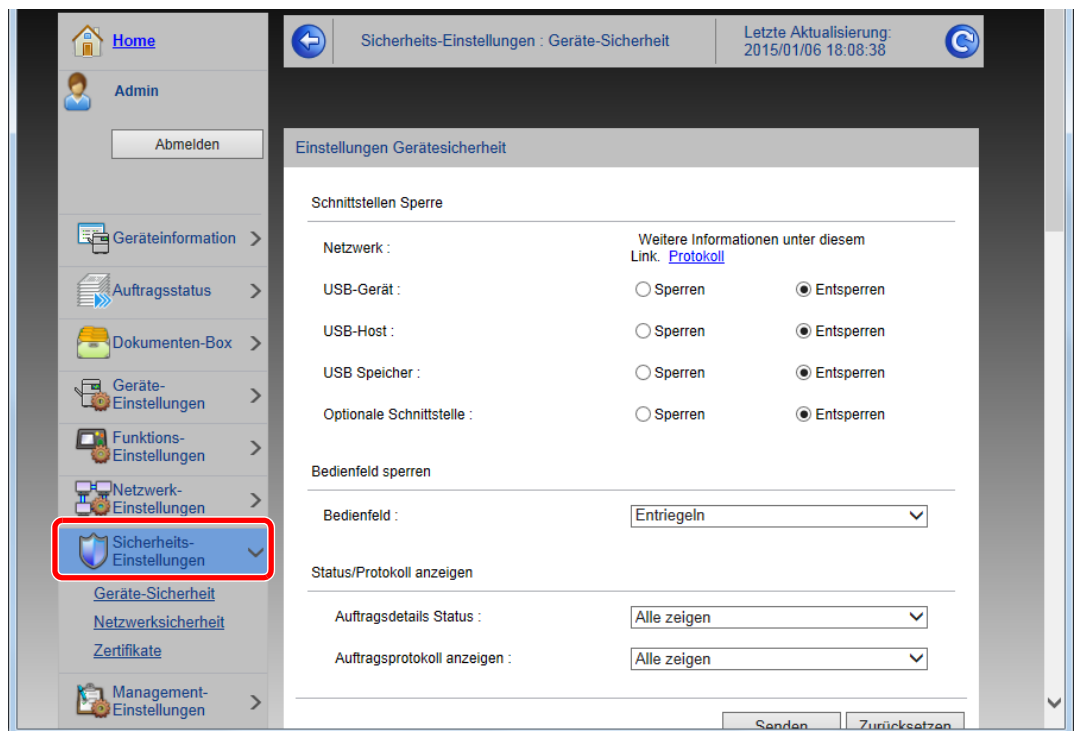 Home
Admin
Abmelden
Geräteinformation
Auftragsstatus
Dokumenten-Box
Geräte-
Einstellungen
Funktions-
Einstellungen
Netzwerk-
Einstellungen
Sicherheits-
Einstellungen
Geräte-Sicherheit
Netzwerksicherheit
Zertifikate
Management-
Einstellungen
Sicherheits-Einstellungen : Geräte-Sicherheit
Letzte Aktualisierung:
2015/01/06 18:08:38
Einstellungen Gerätesicherheit
Schnittstellen Sperre
Netzwerk : Weitere Informationen unter diesem
Link. Protokoll
USB-Gerät : Sperren Entsperren
USB-Host : Sperren Entsperren
USB Speicher : Sperren Entsperren
Optionale Schnittstelle : Sperren Entsperren
Bedienfeld sperren
Bedienfeld : Entriegeln
Status/Protokoll anzeigen
Auftragsdetails Status : Alle zeigen
Auftragsprotokoll anzeigen : Alle zeigen
Senden Zurücksetzen